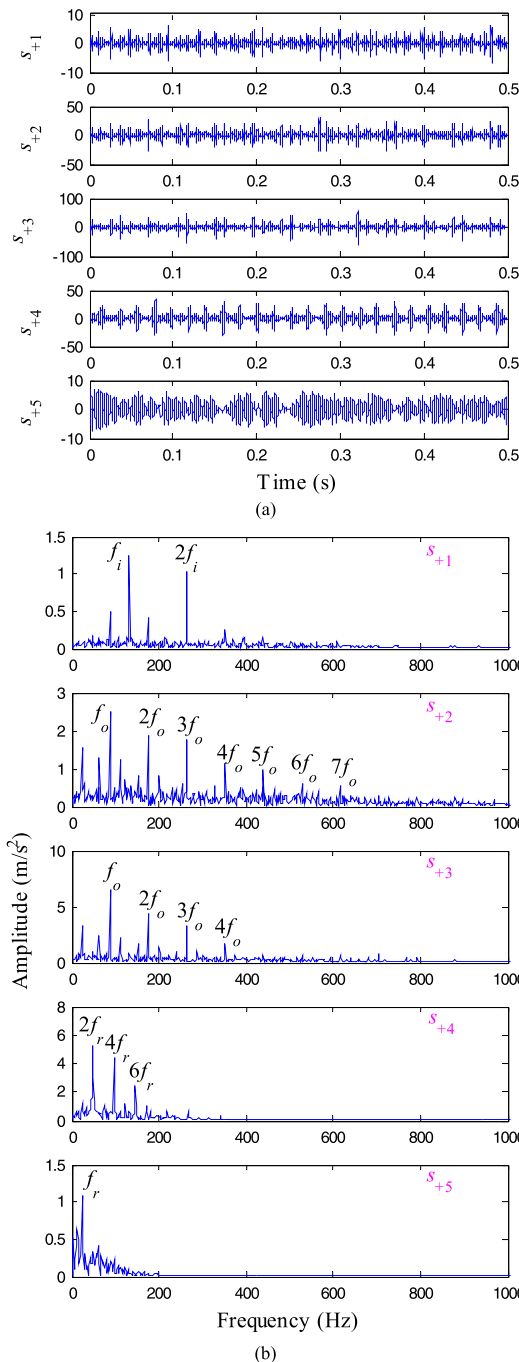 10
0
-10
s+1
0 0.1 0.2 0.3 0.4 0.5
50
0
-50
s+2
0 0.1 0.2 0.3 0.4 0.5
100
0
-100
s+3
0 0.1 0.2 0.3 0.4 0.5
50
0
-50
s+4
0 0.1 0.2 0.3 0.4 0.5
10
0
-10
s+5
0 0.1 0.2 0.3 0.4 0.5
Time (s)
(a)
1.5
1
0.5
0
fi 2fi
s+1
0 200 400 600 800 1000
3
2
1
0
fo 2fo 3fo 4fo 5fo 6fo 7fo
s+2
0 200 400 600 800 1000
Amplitude (m/s²)
10
5
0
fo 2fo 3fo 4fo
s+3
0 200 400 600 800 1000
8
6
4
2
0
2fr 4fr 6fr
s+4
0 200 400 600 800 1000
1.5
1
0.5
0
fr
s+5
0 200 400 600 800 1000
Frequency (Hz)
(b)